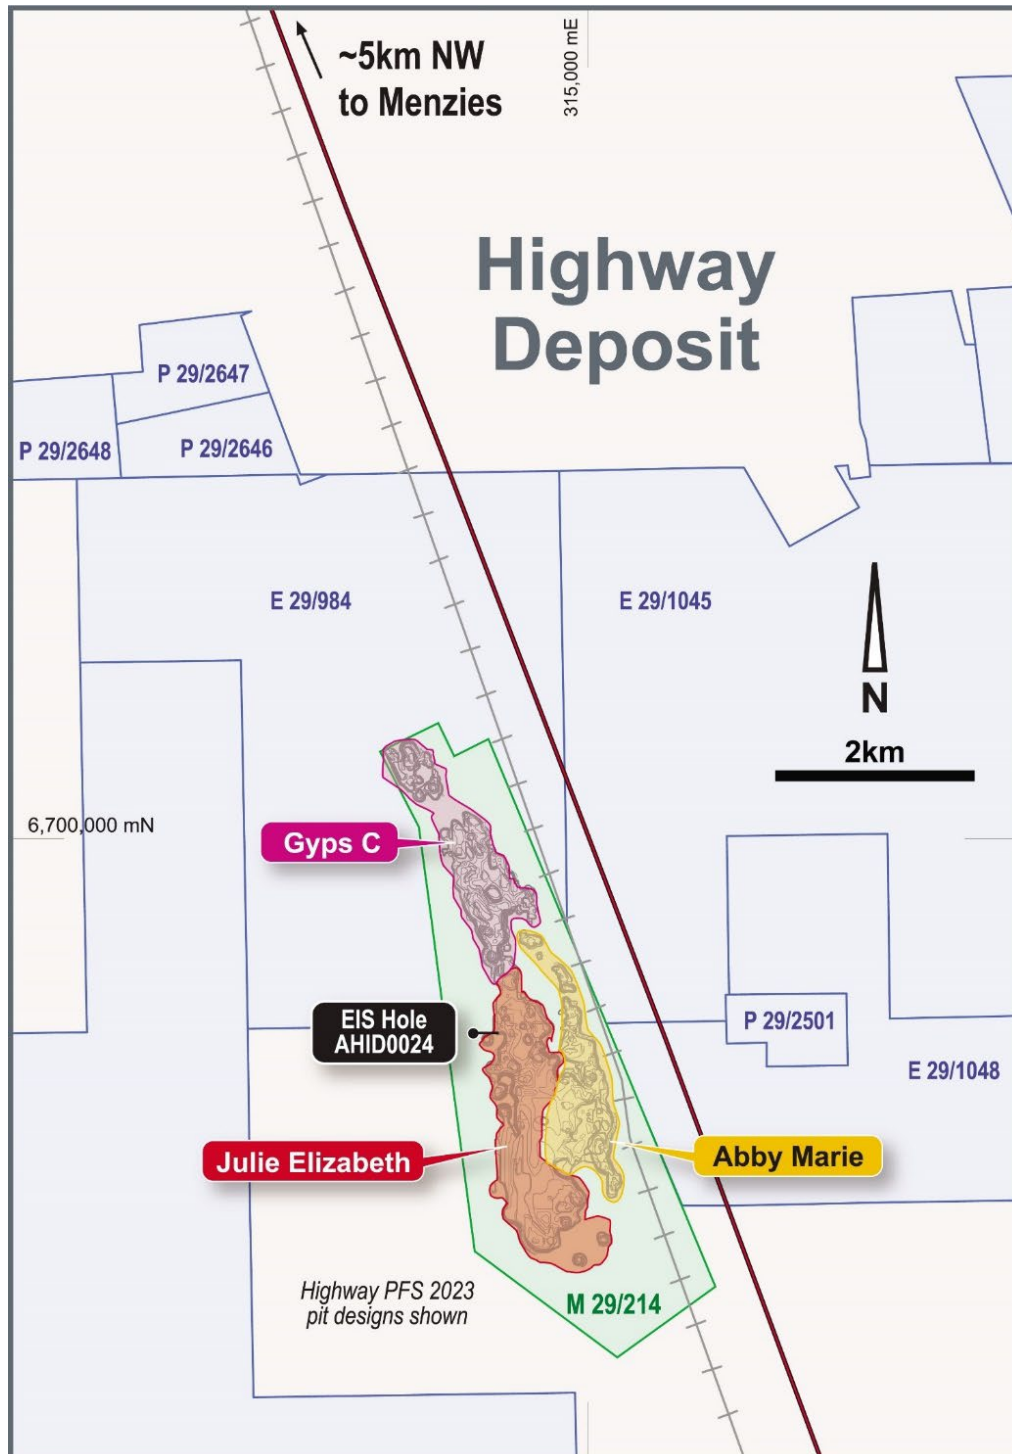 ~5km NW
to Menzies
315,000 mE
Highway
Deposit
P 29/2647
P 29/2648
P 29/2646
E 29/984
E 29/1045
N
2km
6,700,000 mN
Gyps C
EIS Hole
AHID0024
P 29/2501
E 29/1048
Julie Elizabeth
Abby Marie
Highway PFS 2023
pit designs shown
M 29/214